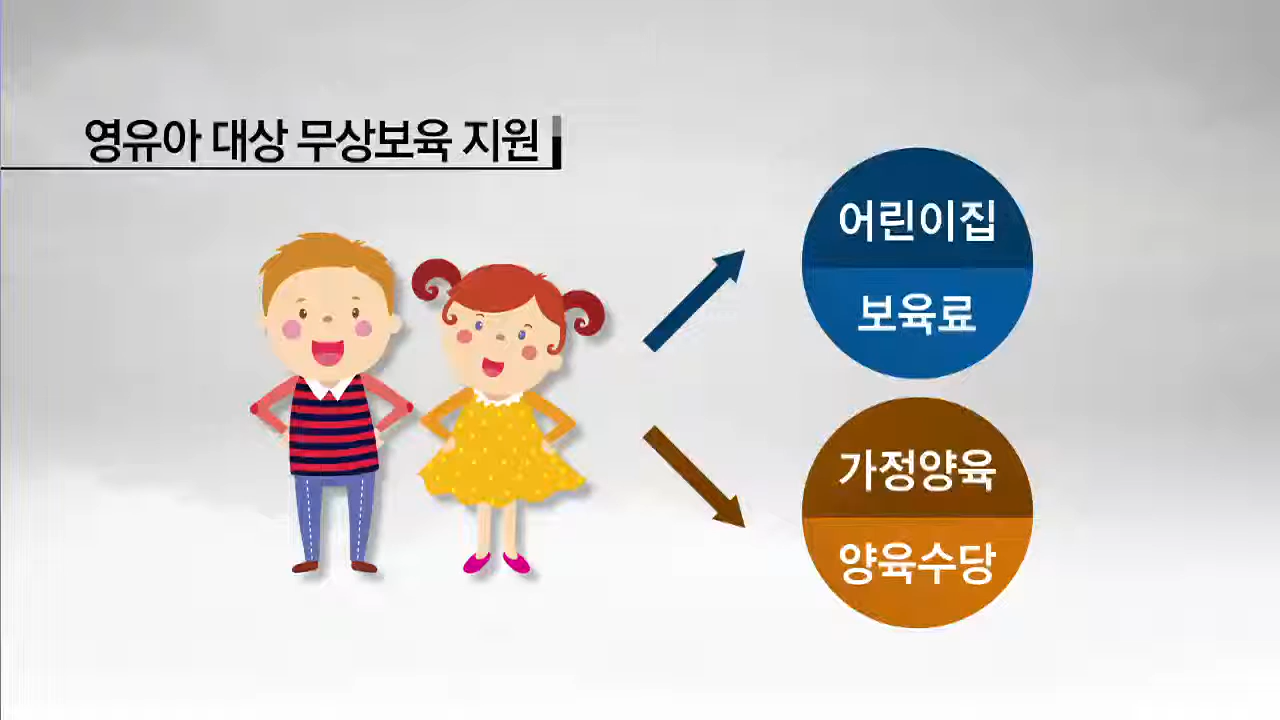 영유아 대상 무상보육 지원
어린이집
보육료
가정양육
양육수당